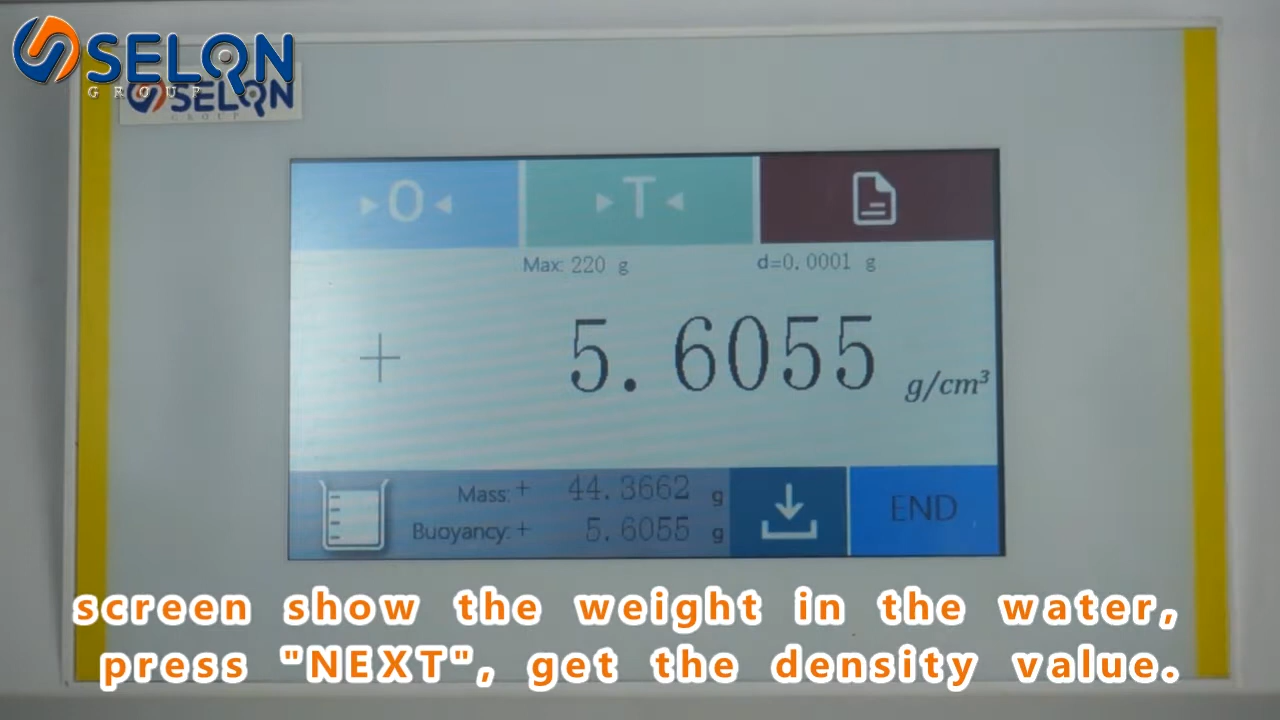 SELON
GROUP
SELON
GROUP
▸0◂
▸T◂
Max: 220 g
d=0.0001 g
+ 5.6055 g/cm³
Mass: + 44.3662 g
Buoyancy: + 5.6055 g
END
screen show the weight in the water,
press "NEXT", get the density value.